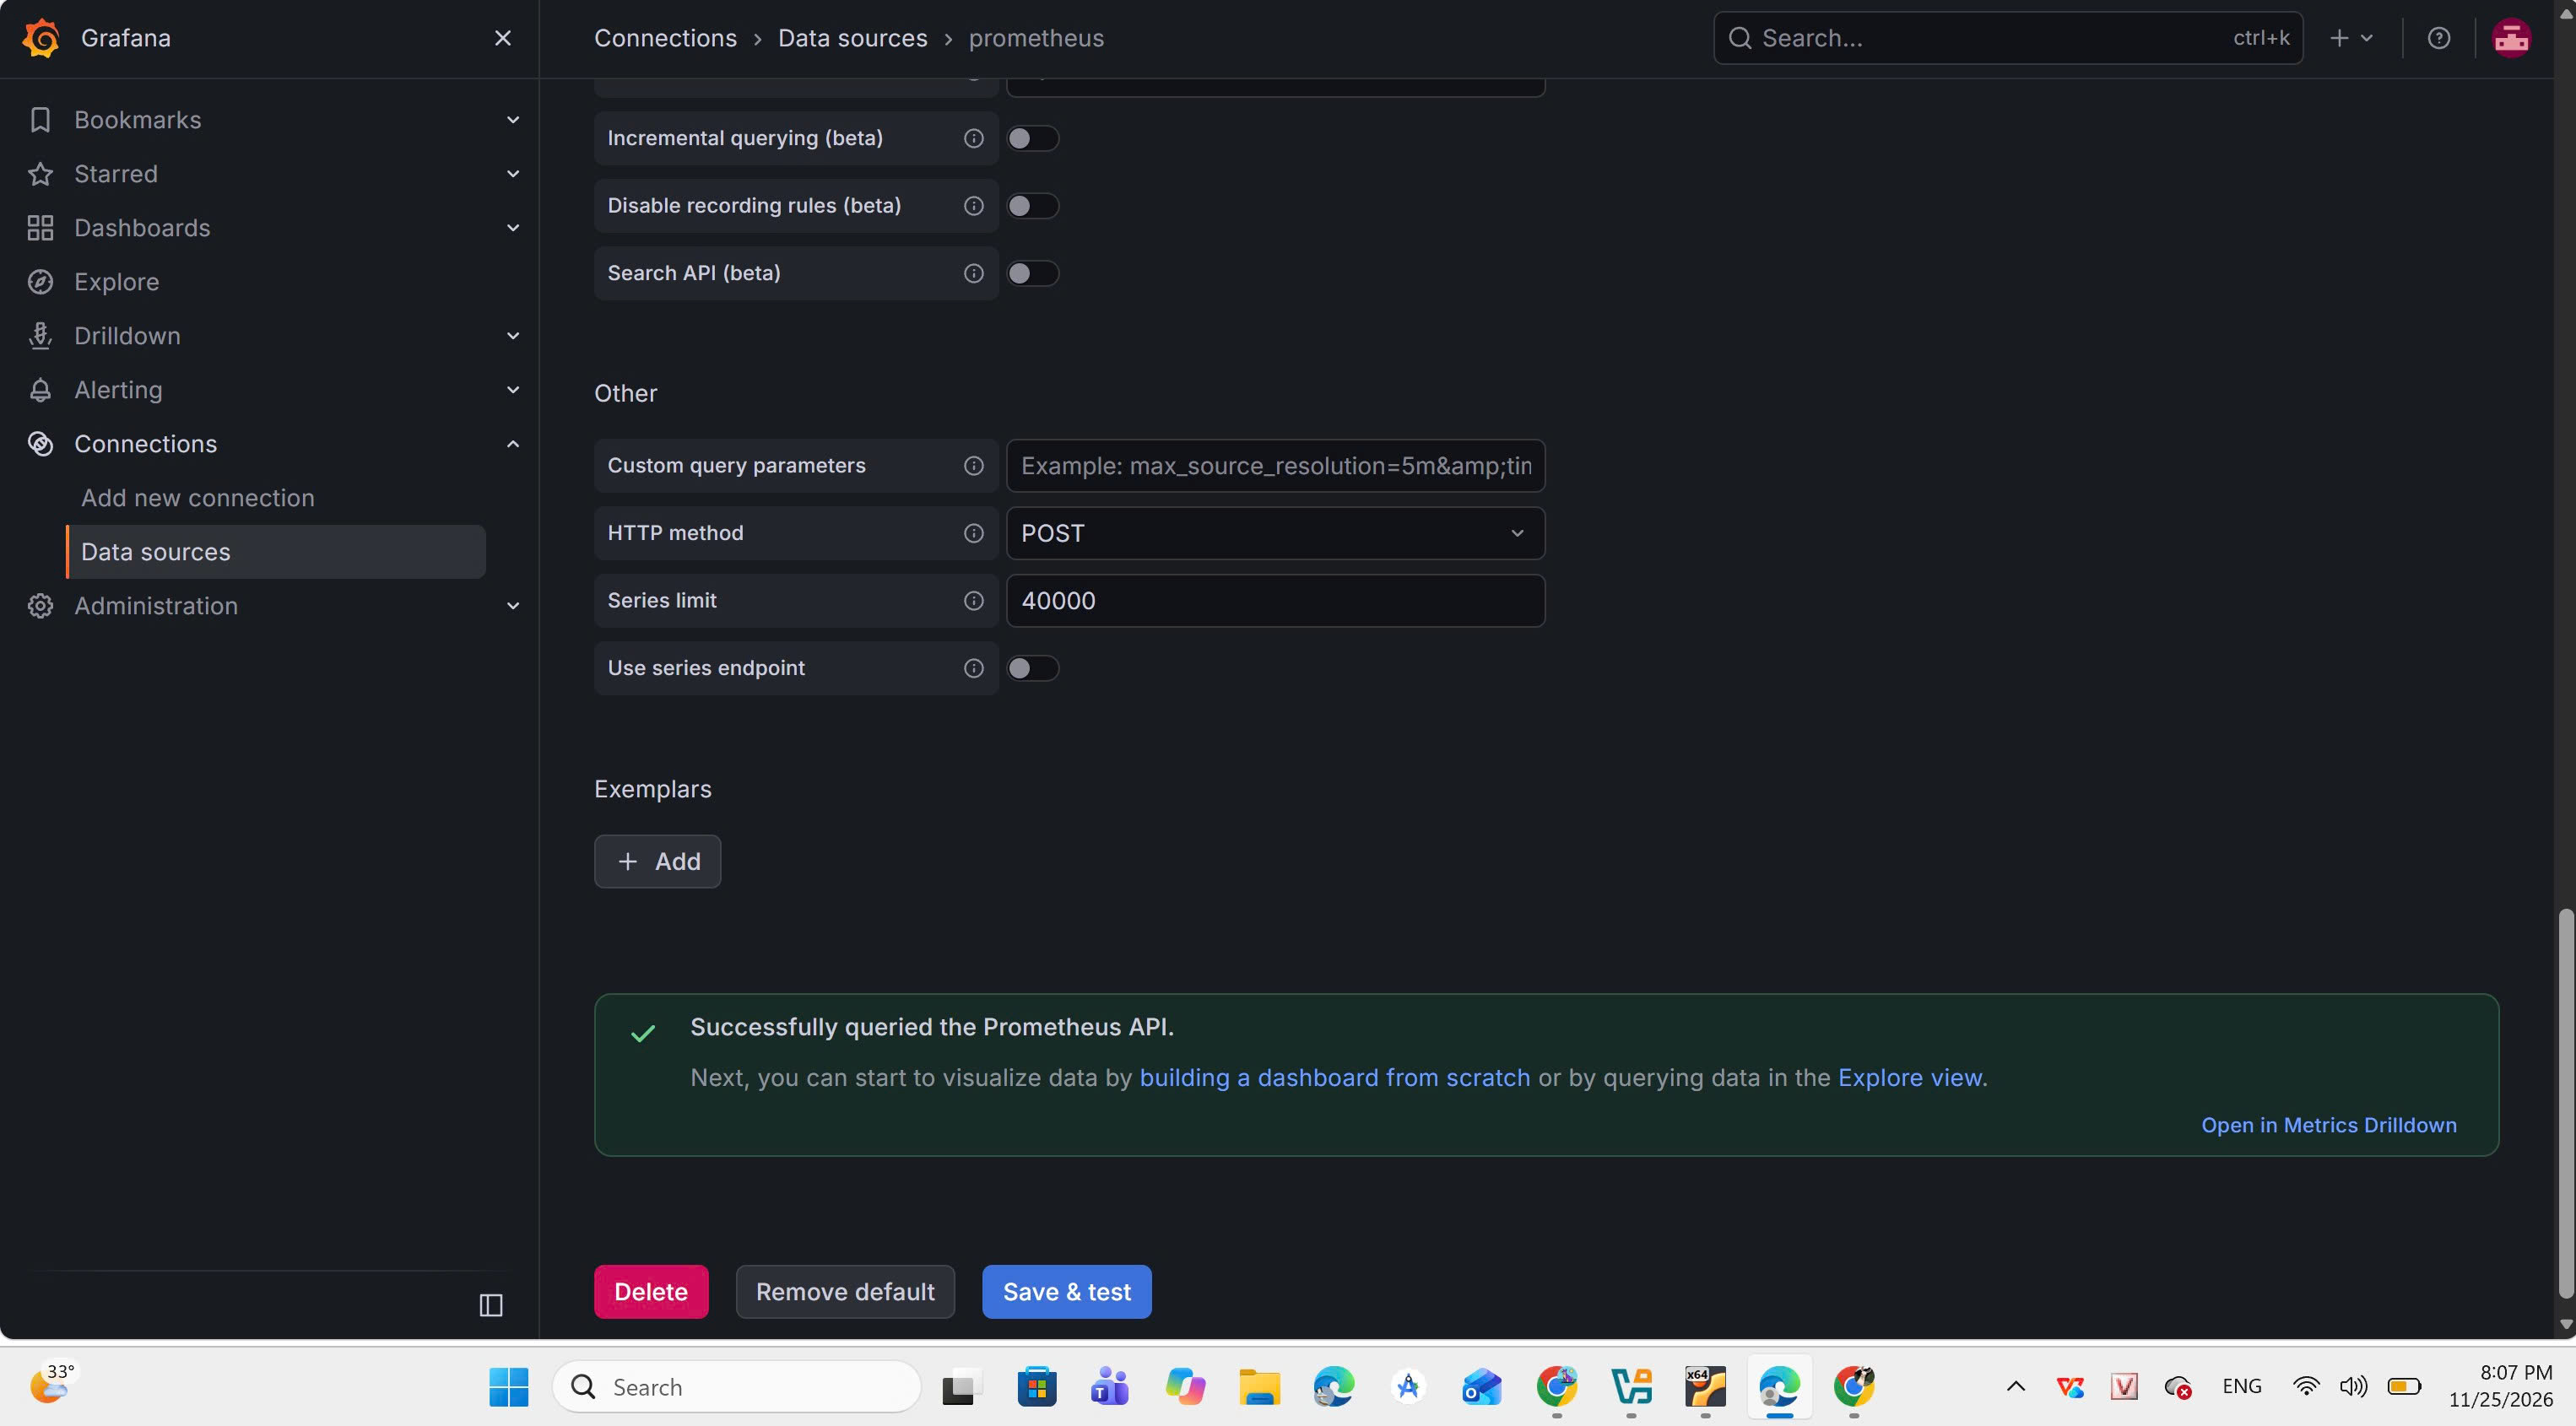 Grafana
Connections › Data sources › prometheus
Search...
ctrl+k
Bookmarks
Starred
Dashboards
Explore
Drilldown
Alerting
Connections
Add new connection
Data sources
Administration
Incremental querying (beta)
Disable recording rules (beta)
Search API (beta)
Other
Custom query parameters
Example: max_source_resolution=5m&amp;tin
HTTP method
POST
Series limit
40000
Use series endpoint
Exemplars
+ Add
Successfully queried the Prometheus API.
Next, you can start to visualize data by building a dashboard from scratch or by querying data in the Explore view.
Open in Metrics Drilldown
Delete
Remove default
Save & test
33°
Search
x64
ENG
8:07 PM
11/25/2026